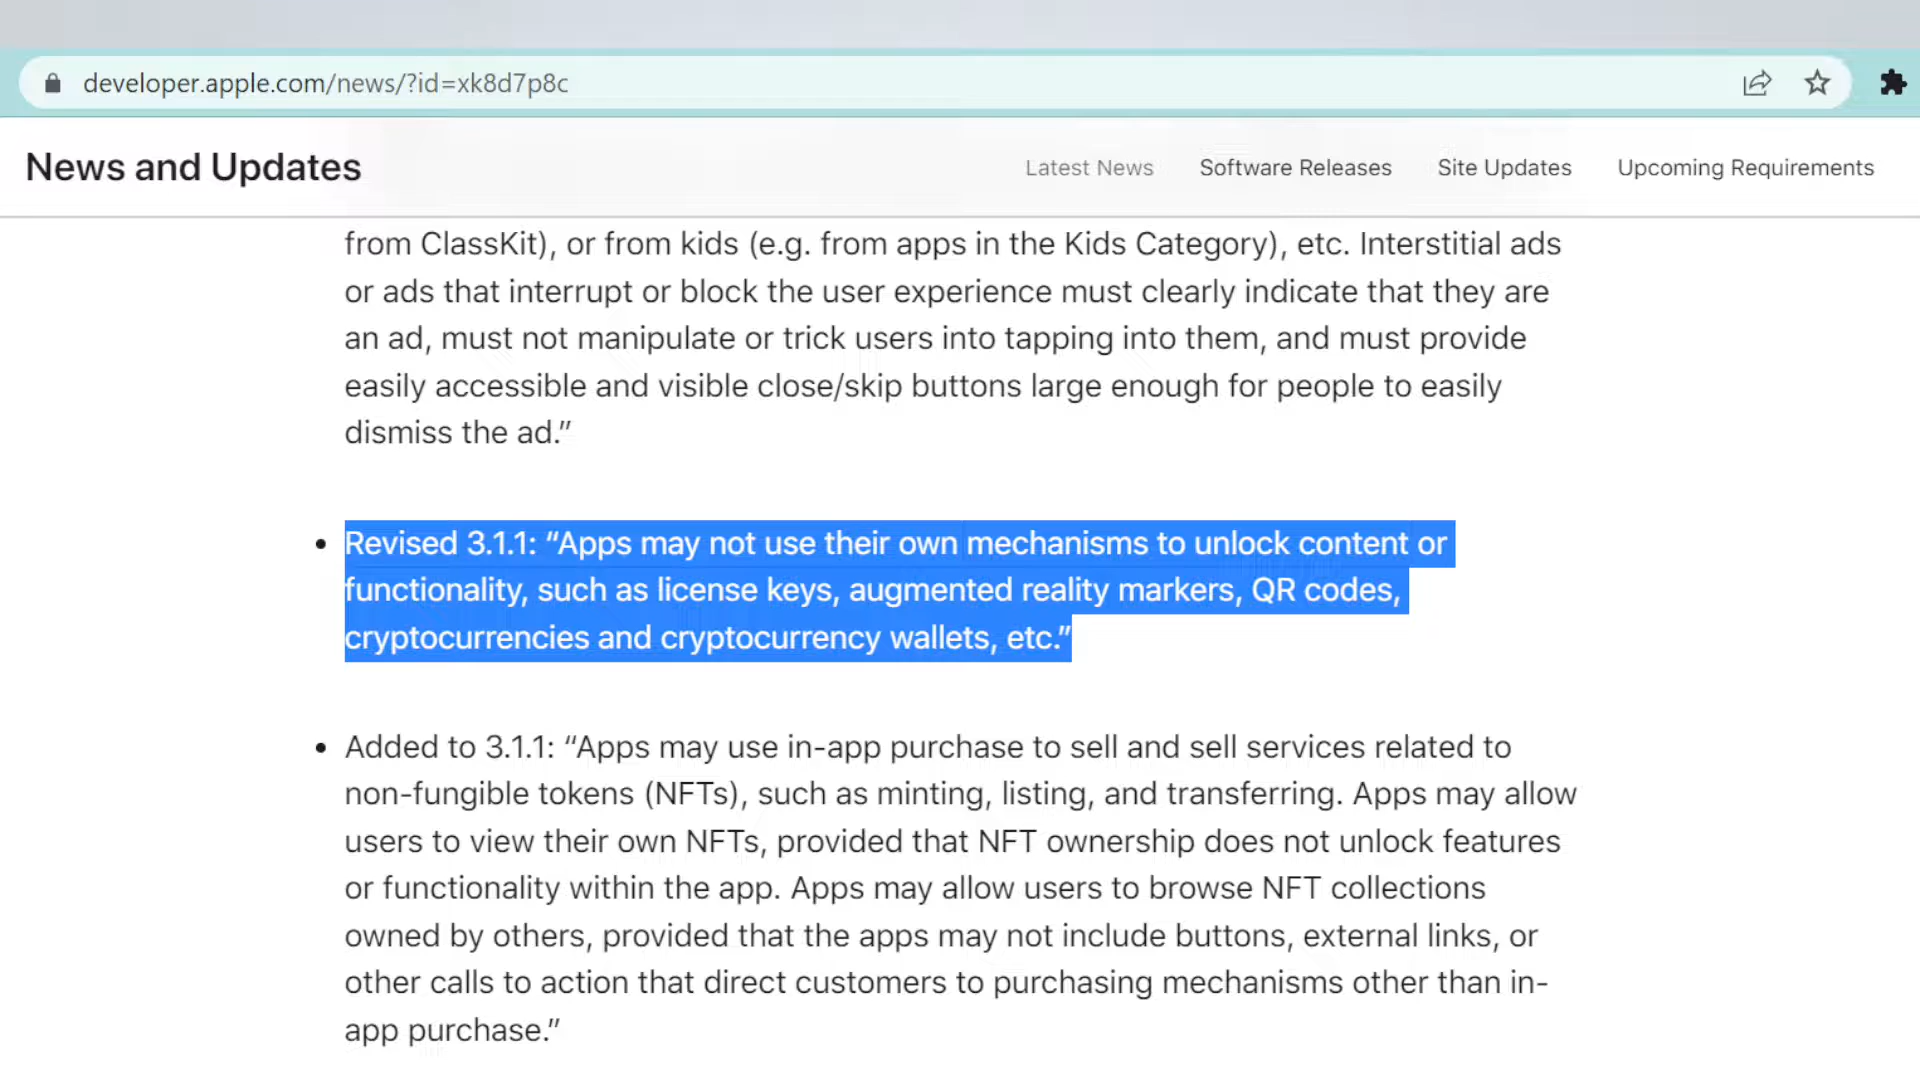 developer.apple.com/news/?id=xk8d7p8c
News and Updates
Latest News Software Releases Site Updates Upcoming Requirements
from ClassKit), or from kids (e.g. from apps in the Kids Category), etc. Interstitial ads
or ads that interrupt or block the user experience must clearly indicate that they are
an ad, must not manipulate or trick users into tapping into them, and must provide
easily accessible and visible close/skip buttons large enough for people to easily
dismiss the ad.”
• Revised 3.1.1: “Apps may not use their own mechanisms to unlock content or
functionality, such as license keys, augmented reality markers, QR codes,
cryptocurrencies and cryptocurrency wallets, etc.”
• Added to 3.1.1: “Apps may use in-app purchase to sell and sell services related to
non-fungible tokens (NFTs), such as minting, listing, and transferring. Apps may allow
users to view their own NFTs, provided that NFT ownership does not unlock features
or functionality within the app. Apps may allow users to browse NFT collections
owned by others, provided that the apps may not include buttons, external links, or
other calls to action that direct customers to purchasing mechanisms other than in-
app purchase.”